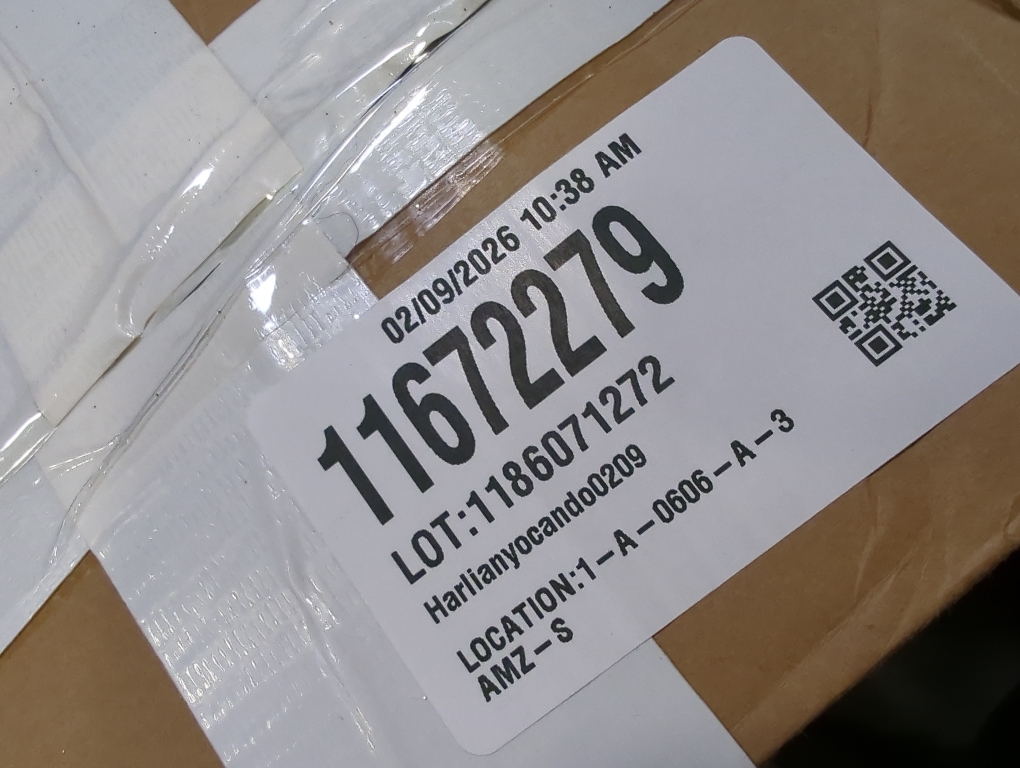 02/09/2026 10:38 AM
11672279
LOT:1186071272
Harlianyocando0209
LOCATION:1-A-0606-A-3
AMZ-S